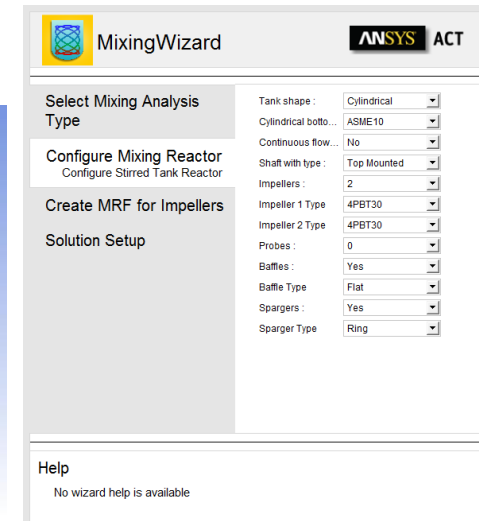 MixingWizard
ANSYS ACT
Select Mixing Analysis
Type
Configure Mixing Reactor
Configure Stirred Tank Reactor
Create MRF for Impellers
Solution Setup
Tank shape : Cylindrical
Cylindrical botto... ASME10
Continuous flow... No
Shaft with type : Top Mounted
Impellers : 2
Impeller 1 Type 4PBT30
Impeller 2 Type 4PBT30
Probes : 0
Baffles : Yes
Baffle Type Flat
Spargers : Yes
Sparger Type Ring
Help
No wizard help is available